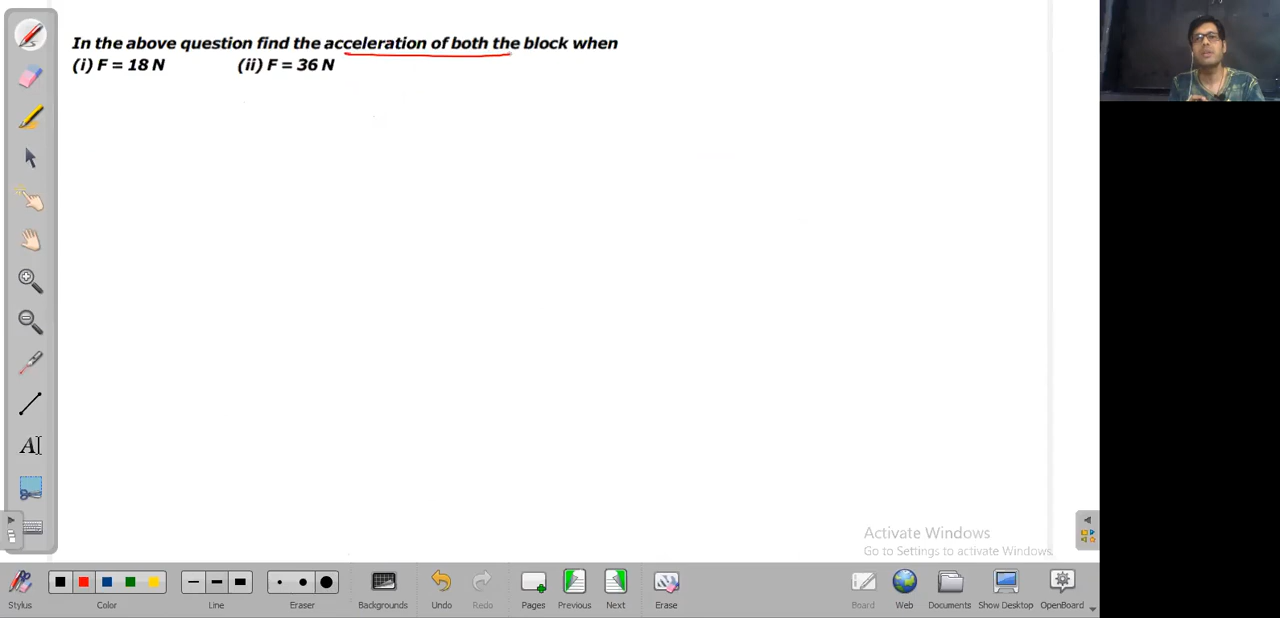 In the above question find the acceleration of both the block when
(i) F = 18 N (ii) F = 36 N
A
Activate Windows
Go to Settings to activate Windows.
Stylus Color Line Eraser Backgrounds Undo Redo Pages Previous Next Erase Board Web Documents Show Desktop OpenBoard